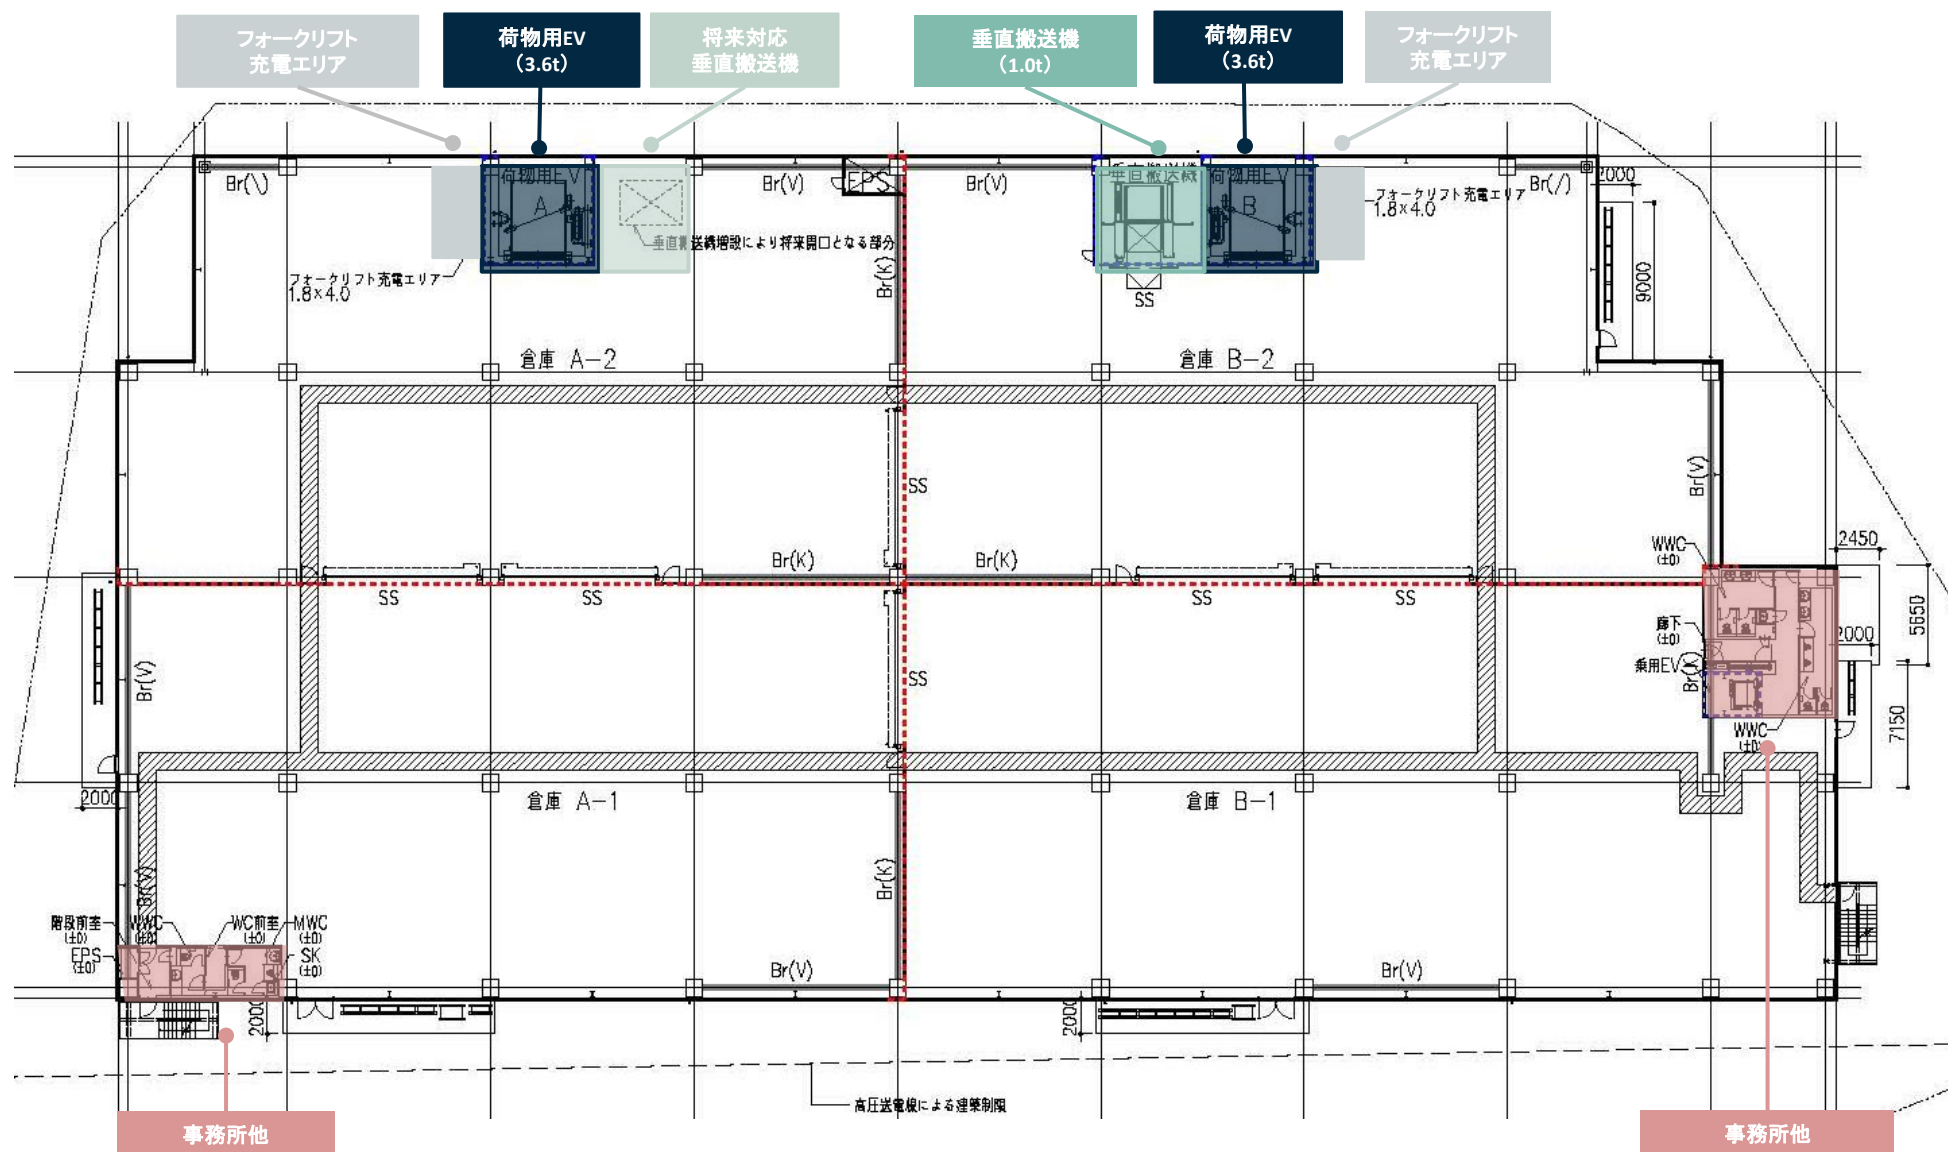 フォークリフト
充電エリア
荷物用EV
（3.6t）
将来対応
垂直搬送機
垂直搬送機
（1.0t）
荷物用EV
（3.6t）
フォークリフト
充電エリア
Br(\)
荷物用EV
A
Br(V)
EPS
Br(V)
垂直搬送機
荷物用EV
B
フォークリフト充電エリア
1.8×4.0
Br(/)
2000
垂直搬送機増設により将来開口となる部分
フォークリフト充電エリア
1.8×4.0
Br(K)
SS
9000
倉庫 A-2
倉庫 B-2
SS
Br(V)
Br(K)
Br(K)
WWC
(±0)
2450
SS
SS
SS
SS
5650
廊下
(±0)
2000
乗用EV
Br(K)
Br(V)
SS
WWC
(±0)
7150
2000
倉庫 A-1
倉庫 B-1
Br(V)
Br(K)
階段前室
(±0)
WWC
(±0)
WC前室
(±0)
MWC
(±0)
EPS
(±0)
SK
(±0)
Br(V)
Br(V)
2000
2000
高圧送電線による建築制限
事務所他
事務所他